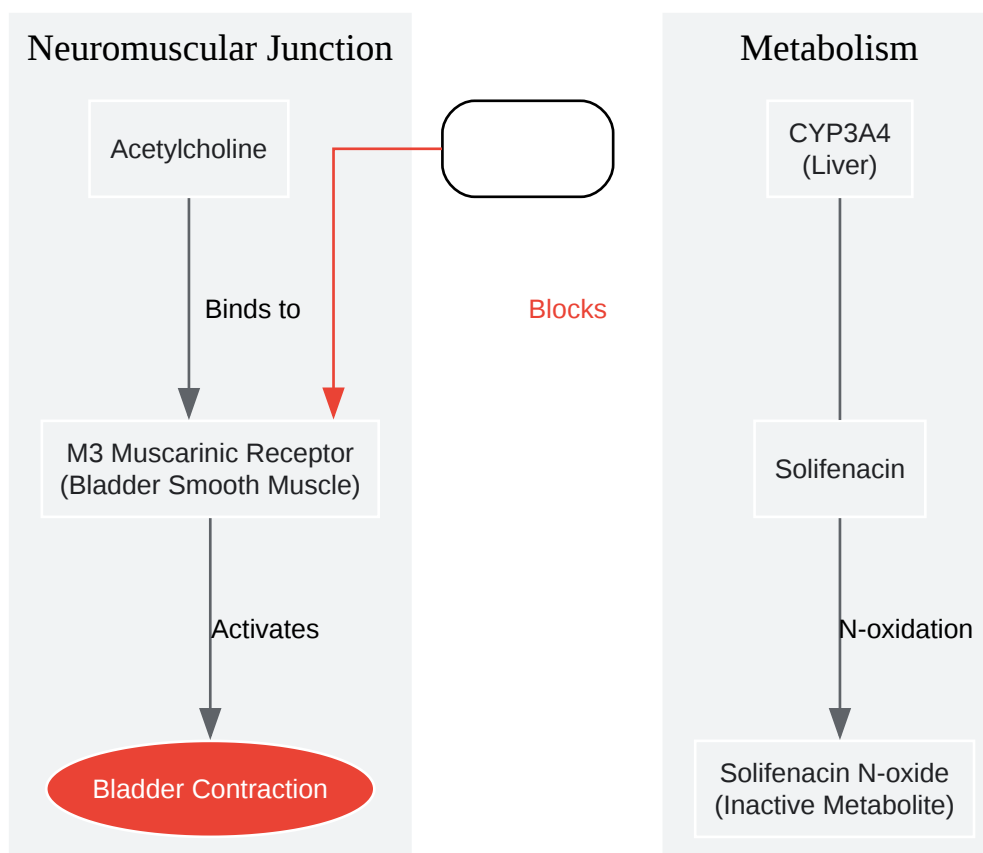 Neuromuscular Junction
Metabolism
Acetylcholine
CYP3A4
(Liver)
Binds to
Blocks
M3 Muscarinic Receptor
(Bladder Smooth Muscle)
Solifenacin
Activates
N-oxidation
Bladder Contraction
Solifenacin N-oxide
(Inactive Metabolite)